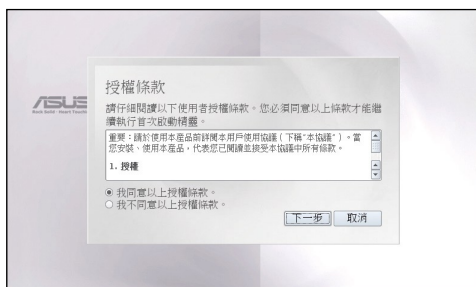 授權條款
請仔細閱讀以下使用者授權條款。您必須同意以上條款才能繼
續執行首次啟動精靈。
ASUS
Rock Solid · Heart Touching
重要：請於使用本產品前詳閱本用戶使用協議（下稱“本協議”）。當
您安裝、使用本產品，代表您已閱讀並接受本協議中所有條款。
1. 授權
我同意以上授權條款。
我不同意以上授權條款。
下一步
取消